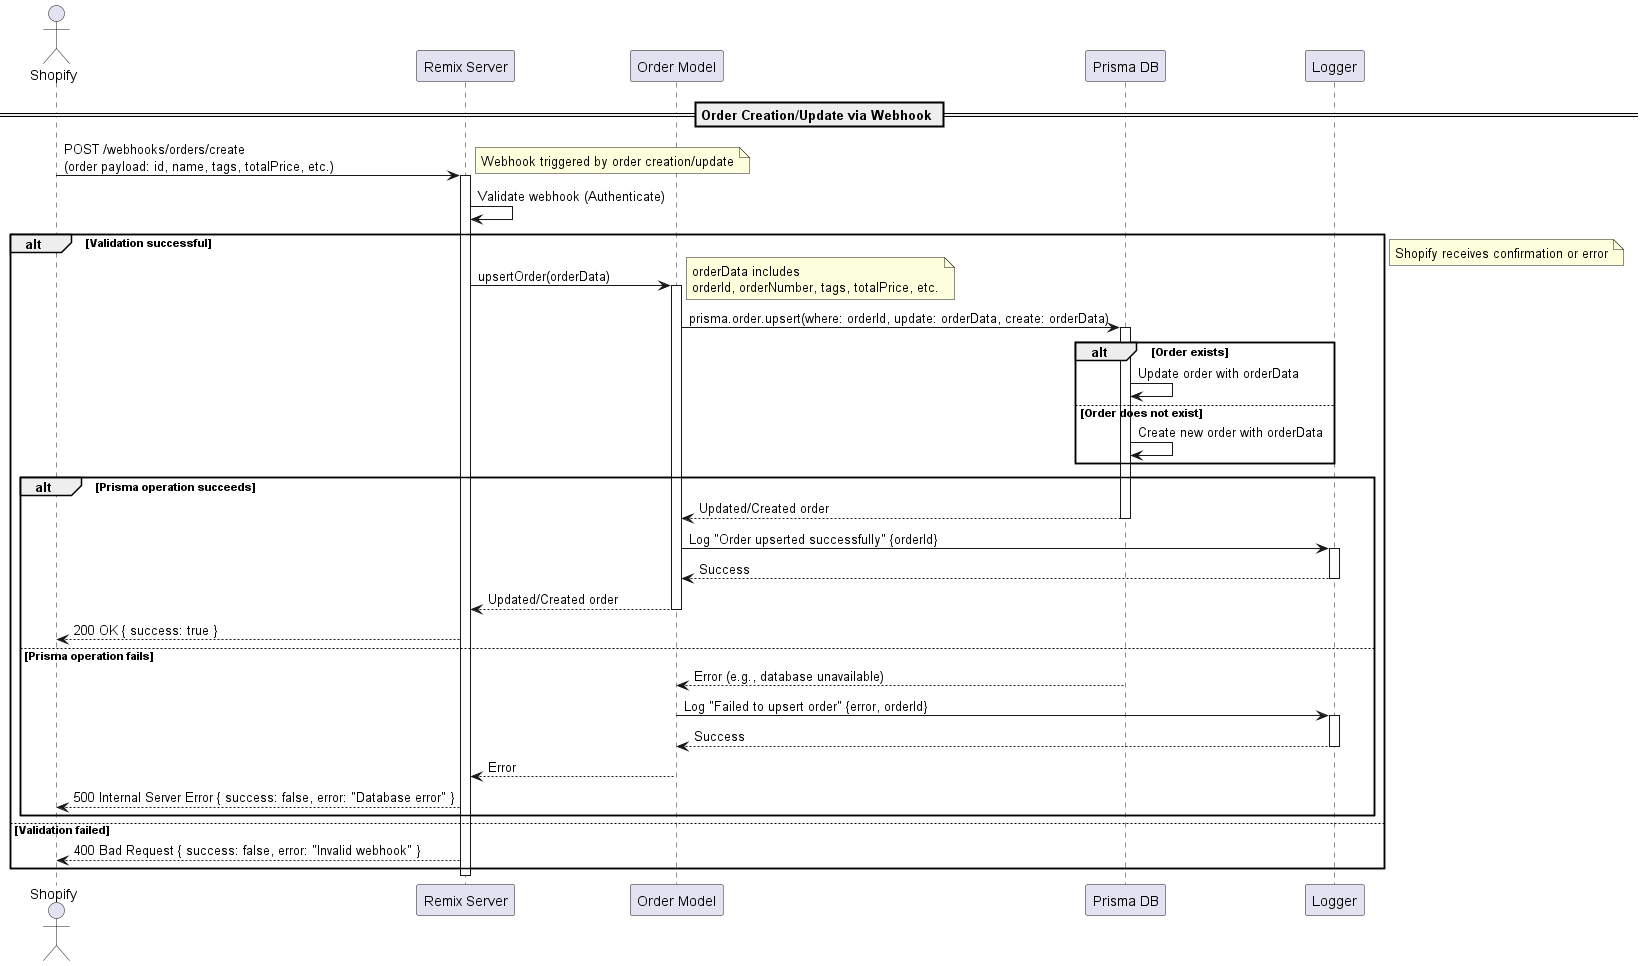 Shopify
Remix Server
Order Model
Prisma DB
Logger
Order Creation/Update via Webhook
POST /webhooks/orders/create
(order payload: id, name, tags, totalPrice, etc.)
Webhook triggered by order creation/update
Validate webhook (Authenticate)
alt [Validation successful]
Shopify receives confirmation or error
upsertOrder(orderData)
orderData includes
orderId, orderNumber, tags, totalPrice, etc.
prisma.order.upsert(where: orderId, update: orderData, create: orderData)
alt [Order exists]
Update order with orderData
[Order does not exist]
Create new order with orderData
alt [Prisma operation succeeds]
Updated/Created order
Log "Order upserted successfully" {orderId}
Success
Updated/Created order
200 OK { success: true }
[Prisma operation fails]
Error (e.g., database unavailable)
Log "Failed to upsert order" {error, orderId}
Success
Error
500 Internal Server Error { success: false, error: "Database error" }
[Validation failed]
400 Bad Request { success: false, error: "Invalid webhook" }
Shopify
Remix Server
Order Model
Prisma DB
Logger